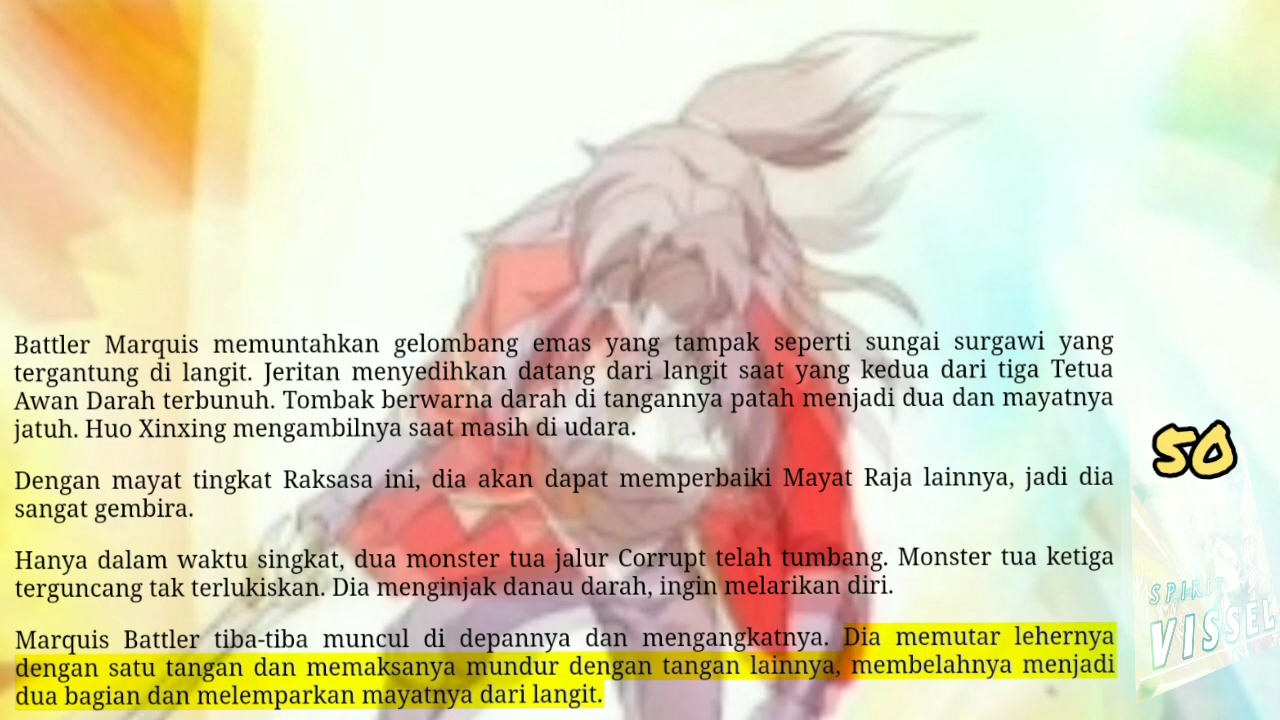 Battler Marquis memuntahkan gelombang emas yang tampak seperti sungai surgawi yang
tergantung di langit. Jeritan menyedihkan datang dari langit saat yang kedua dari tiga Tetua
Awan Darah terbunuh. Tombak berwarna darah di tangannya patah menjadi dua dan mayatnya
jatuh. Huo Xinxing mengambilnya saat masih di udara.
Dengan mayat tingkat Raksasa ini, dia akan dapat memperbaiki Mayat Raja lainnya, jadi dia
sangat gembira.
Hanya dalam waktu singkat, dua monster tua jalur Corrupt telah tumbang. Monster tua ketiga
terguncang tak terlukiskan. Dia menginjak danau darah, ingin melarikan diri.
Marquis Battler tiba-tiba muncul di depannya dan mengangkatnya. Dia memutar lehernya
dengan satu tangan dan memaksanya mundur dengan tangan lainnya, membelahnya menjadi
dua bagian dan melemparkan mayatnya dari langit.
50
SPIRIT
VISSEL